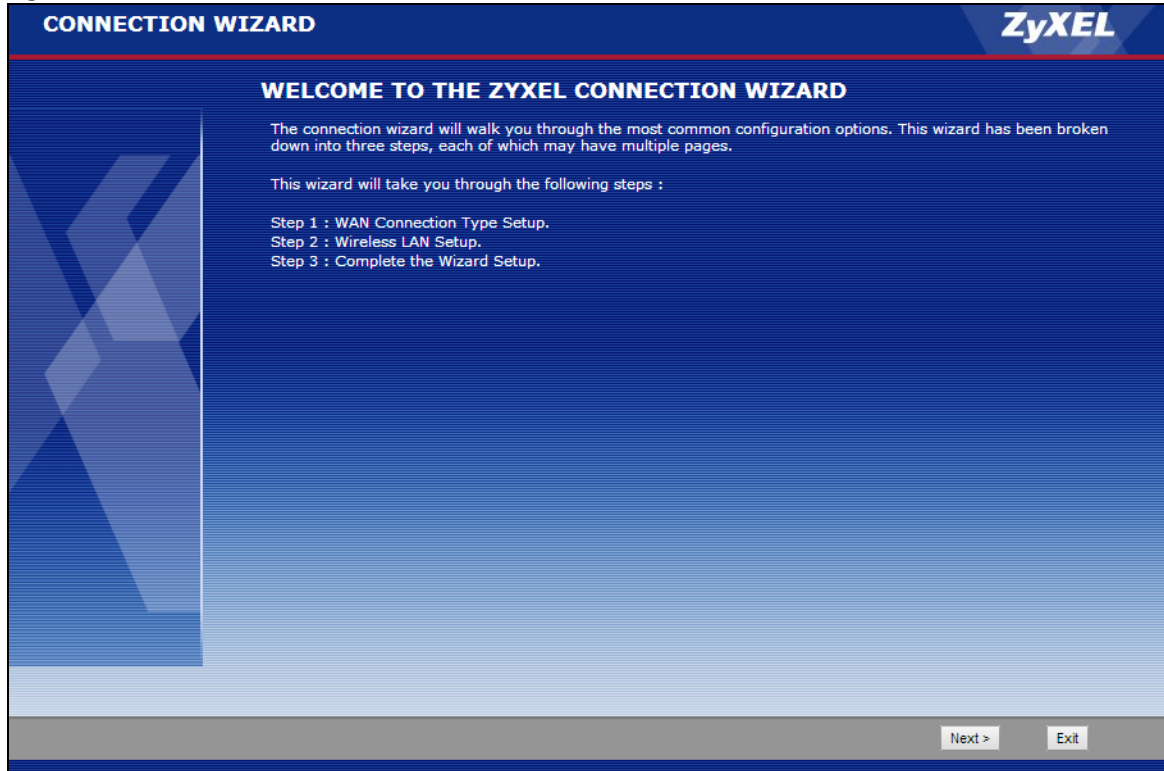 CONNECTION WIZARD
ZyXEL
WELCOME TO THE ZYXEL CONNECTION WIZARD
The connection wizard will walk you through the most common configuration options. This wizard has been broken
down into three steps, each of which may have multiple pages.
This wizard will take you through the following steps :
Step 1 : WAN Connection Type Setup.
Step 2 : Wireless LAN Setup.
Step 3 : Complete the Wizard Setup.
Next >
Exit